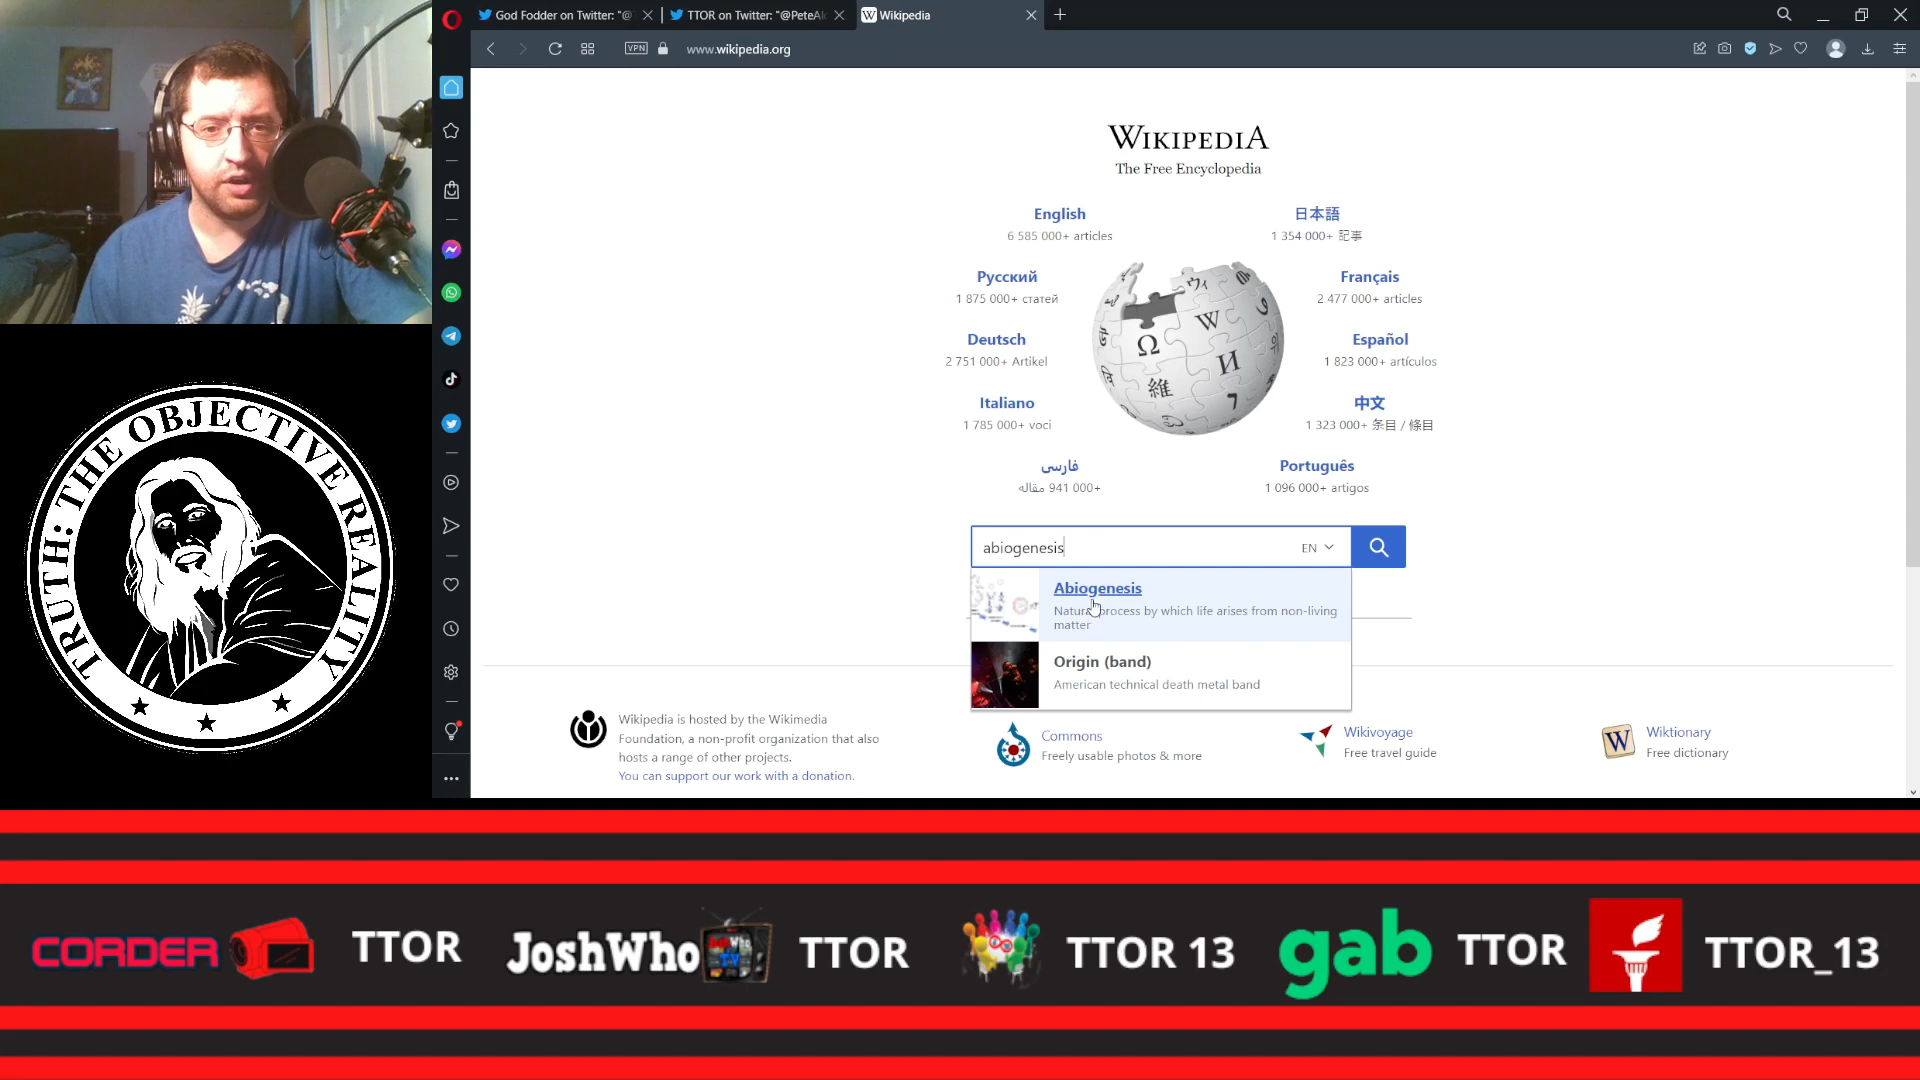 God Fodder on Twitter: "@
TTOR on Twitter: "@PeteAl
Wikipedia
VPN
www.wikipedia.org
WIKIPEDIA
The Free Encyclopedia
English
6 585 000+ articles
日本語
1 354 000+ 記事
Русский
1 875 000+ статей
Français
2 477 000+ articles
Deutsch
2 751 000+ Artikel
Español
1 823 000+ artículos
Italiano
1 785 000+ voci
中文
1 323 000+ 条目 / 條目
فارسی
۹41 000+ مقاله
Português
1 096 000+ artigos
abiogenesis
EN
Abiogenesis
Natural process by which life arises from non-living
matter
Origin (band)
American technical death metal band
Wikipedia is hosted by the Wikimedia
Foundation, a non-profit organization that also
hosts a range of other projects.
You can support our work with a donation.
Commons
Freely usable photos & more
Wikivoyage
Free travel guide
Wiktionary
Free dictionary
TRUTH: THE OBJECTIVE REALITY
CORDER TTOR JoshWho TTOR TTOR 13 gab TTOR TTOR_13